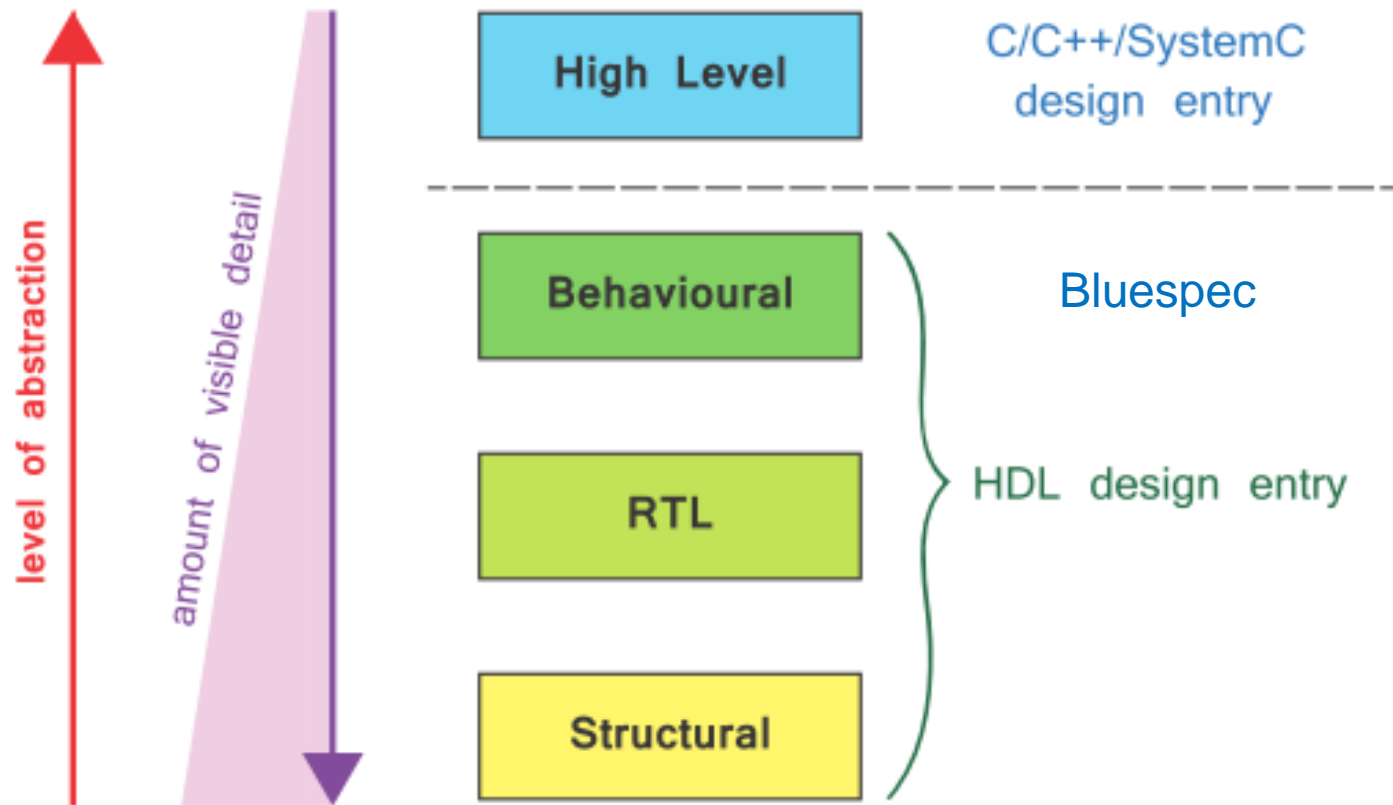 High Level
C/C++/SystemC
design entry
level of abstraction
amount of visible detail
Behavioural
Bluespec
RTL
HDL design entry
Structural